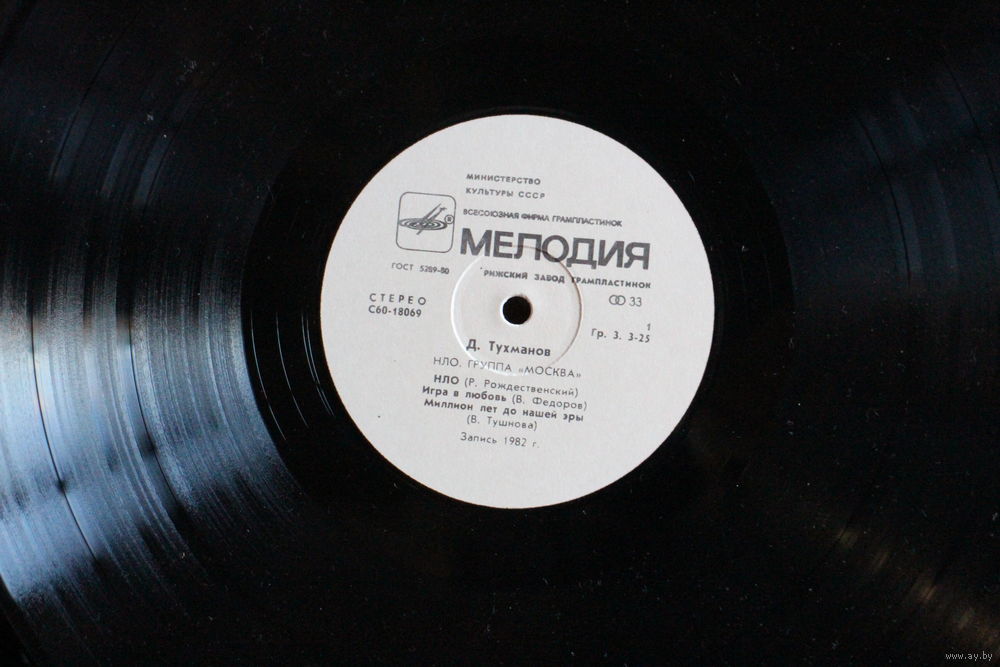 МИНИСТЕРСТВО
КУЛЬТУРЫ СССР
ВСЕСОЮЗНАЯ ФИРМА ГРАМПЛАСТИНОК
®
МЕЛОДИЯ
ГОСТ 5289-80
РИЖСКИЙ ЗАВОД ГРАМПЛАСТИНОК
СТЕРЕО
33
С60-18069
1
Гр. 3. 3-25
Д. Тухманов
НЛО. ГРУППА «МОСКВА»
НЛО (Р. Рождественский)
Игра в любовь (В. Федоров)
Миллион лет до нашей эры
(В. Тушнова)
Запись 1982 г.
www.ay.by